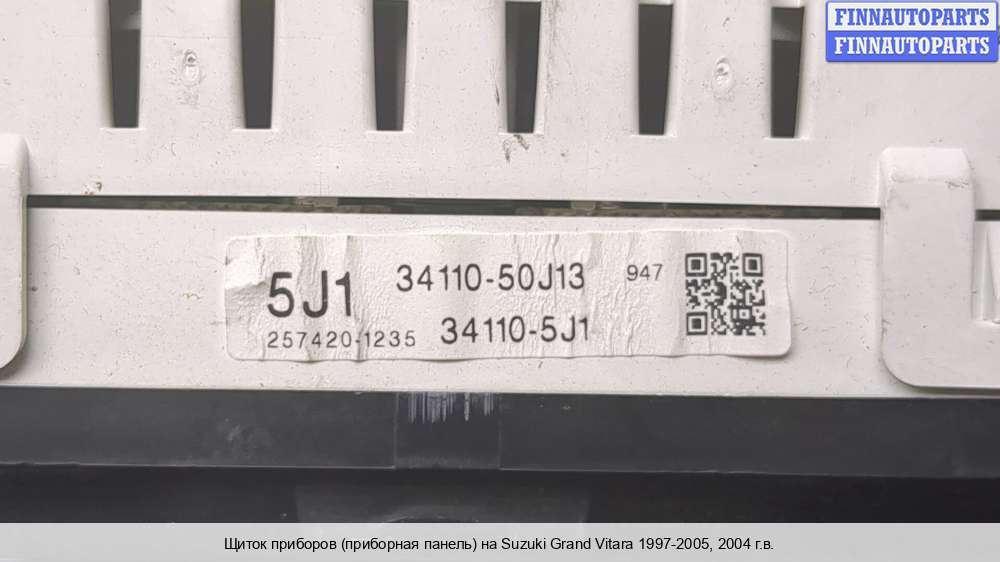 FINNAUTOPARTS
FINNAUTOPARTS
5J1 34110-50J13 947
257420-1235 34110-5J1
Щиток приборов (приборная панель) на Suzuki Grand Vitara 1997-2005, 2004 г.в.